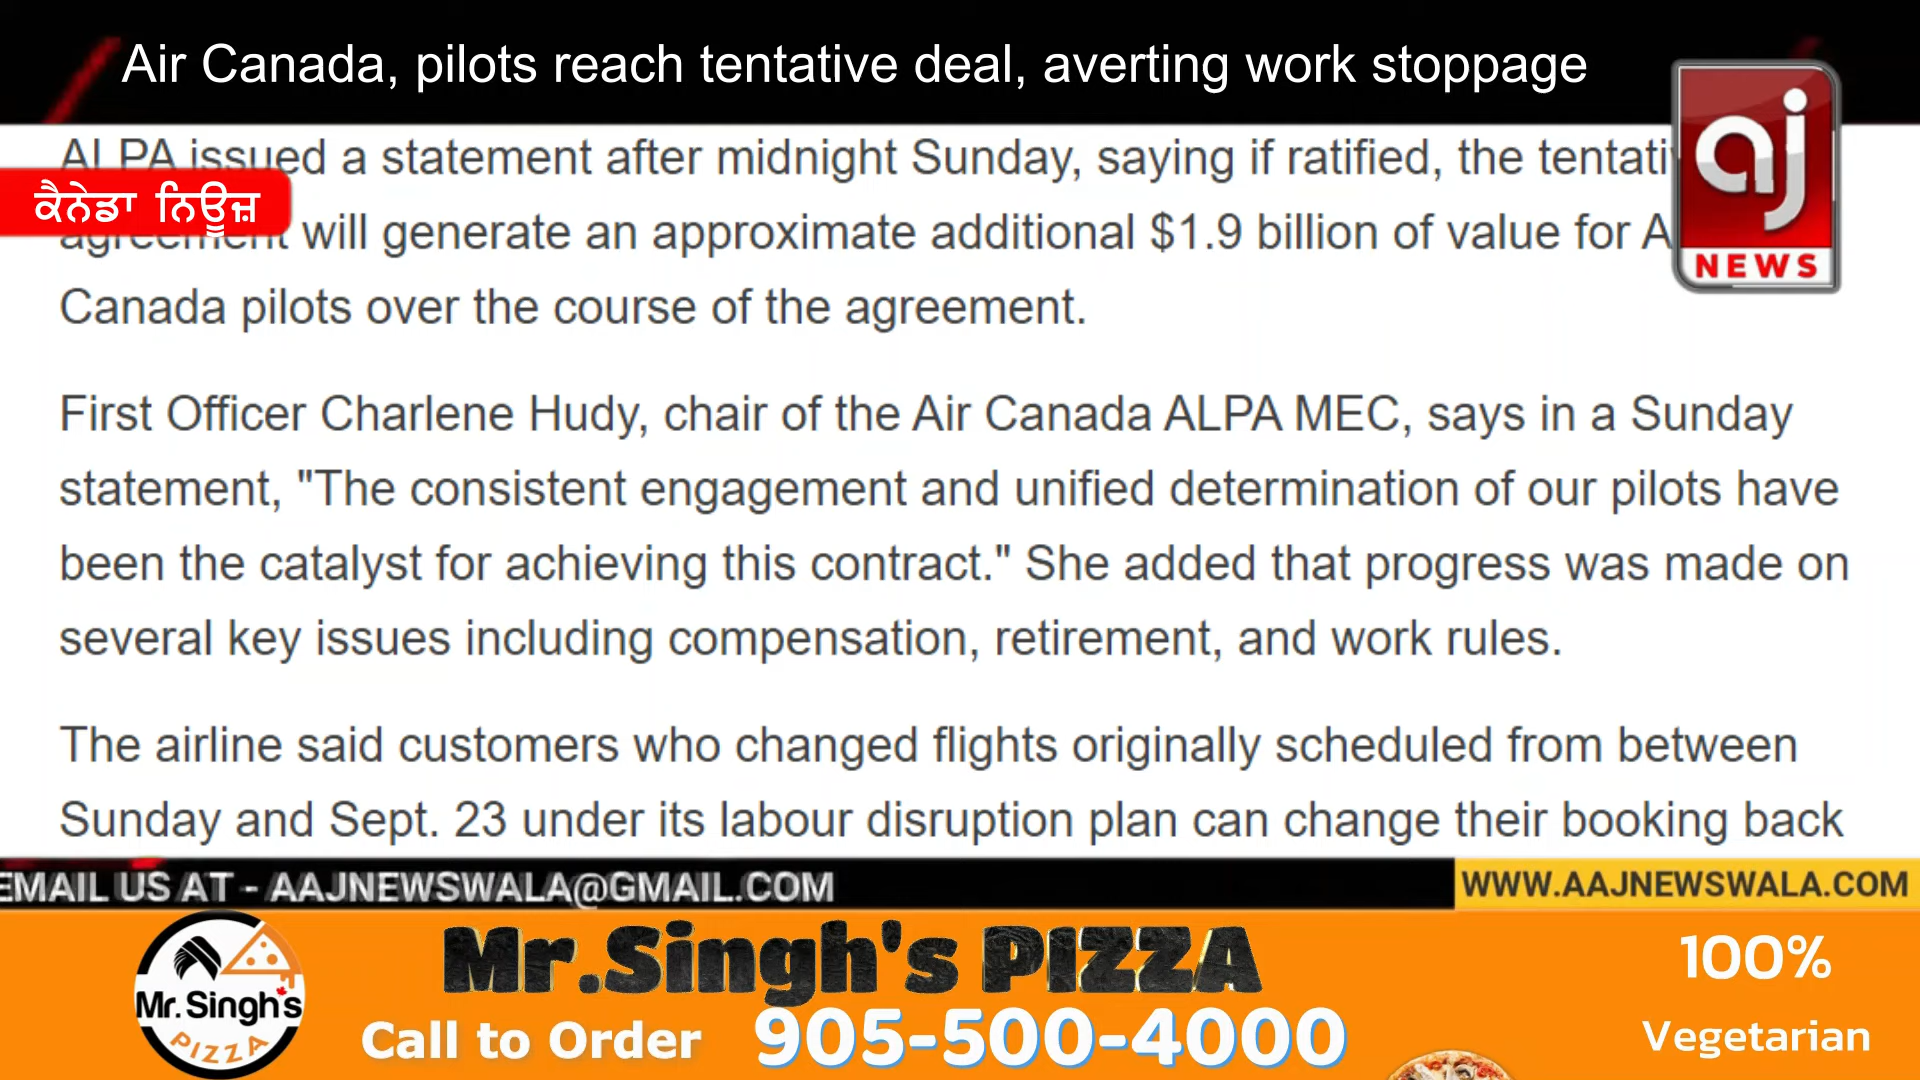 Air Canada, pilots reach tentative deal, averting work stoppage
aj
NEWS
ALPA issued a statement after midnight Sunday, saying if ratified, the
ਕੈਨੇਡਾ ਨਿਊਜ਼
agreement will generate an approximate additional $1.9 billion of value for
Canada pilots over the course of the agreement.
First Officer Charlene Hudy, chair of the Air Canada ALPA MEC, says in a Sunday
statement, "The consistent engagement and unified determination of our pilots have
been the catalyst for achieving this contract." She added that progress was made on
several key issues including compensation, retirement, and work rules.
The airline said customers who changed flights originally scheduled from between
Sunday and Sept. 23 under its labour disruption plan can change their booking back
EMAIL US AT - AAJNEWSWALA@GMAIL.COM
WWW.AAJNEWSWALA.COM
Mr. Singh's
PIZZA
Mr.Singh's PIZZA
Call to Order 905-500-4000
100%
Vegetarian